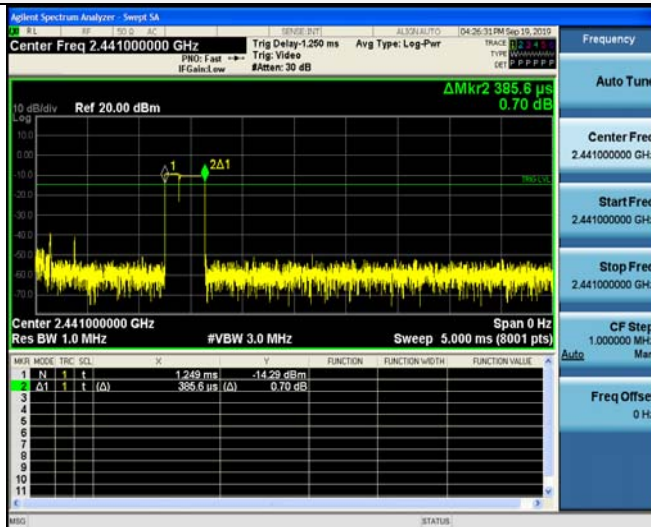 Agilent Spectrum Analyzer - Swept SA
RL RF 50 Ω AC SENSE:INT ALIGNAUTO 04:26:31 PM Sep 19, 2019
Center Freq 2.441000000 GHz
PNO: Fast
IFGain:Low
Trig Delay-1.250 ms
Trig: Video
#Atten: 30 dB
Avg Type: Log-Pwr
TRACE 1 2 3 4 5 6
TYPE
DET P P P P P P
Frequency
Auto Tune
ΔMkr2 385.6 µs
0.70 dB
10 dB/div Ref 20.00 dBm
Log
10.0
0.00
-10.0
-20.0
-30.0
-40.0
-50.0
-60.0
-70.0
1
2Δ1
TRIG LVL
Center Freq
2.441000000 GHz
Start Freq
2.441000000 GHz
Stop Freq
2.441000000 GHz
CF Step
1.000000 MHz
Auto Man
Freq Offset
0 Hz
Center 2.441000000 GHz Span 0 Hz
Res BW 1.0 MHz #VBW 3.0 MHz Sweep 5.000 ms (8001 pts)
MKR MODE TRC SCL X Y FUNCTION FUNCTION WIDTH FUNCTION VALUE
1 N 1 t 1.249 ms -14.29 dBm
2 Δ1 1 t (Δ) 385.6 µs (Δ) 0.70 dB
3
4
5
6
7
8
9
10
11
MSG STATUS